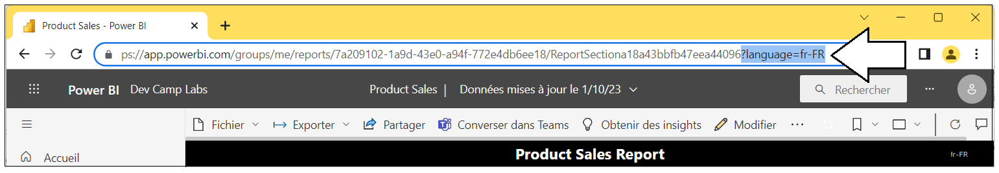 Product Sales - Power BI
ps://app.powerbi.com/groups/me/reports/7a209102-1a9d-43e0-a94f-772e4db6ee18/ReportSectiona18a43bbfb47eea44096?language=fr-FR
Power BI Dev Camp Labs Product Sales | Données mises à jour le 1/10/23 Rechercher
Fichier Exporter Partager Converser dans Teams Obtenir des insights Modifier
Product Sales Report fr-FR
Accueil